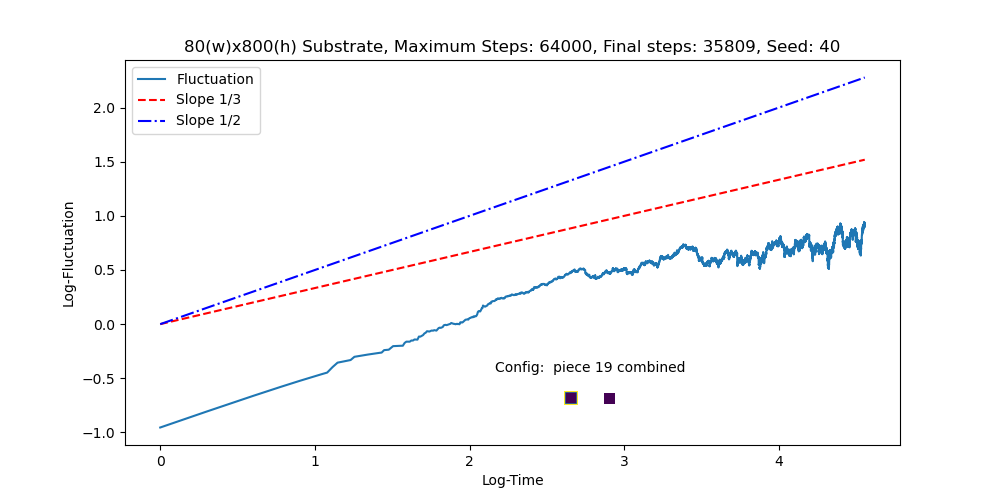 80(w)x800(h) Substrate, Maximum Steps: 64000, Final steps: 35809, Seed: 40
Fluctuation
Slope 1/3
Slope 1/2
2.0
1.5
1.0
0.5
0.0
−0.5
−1.0
Log-Fluctuation
Config:  piece 19 combined
0 1 2 3 4
Log-Time